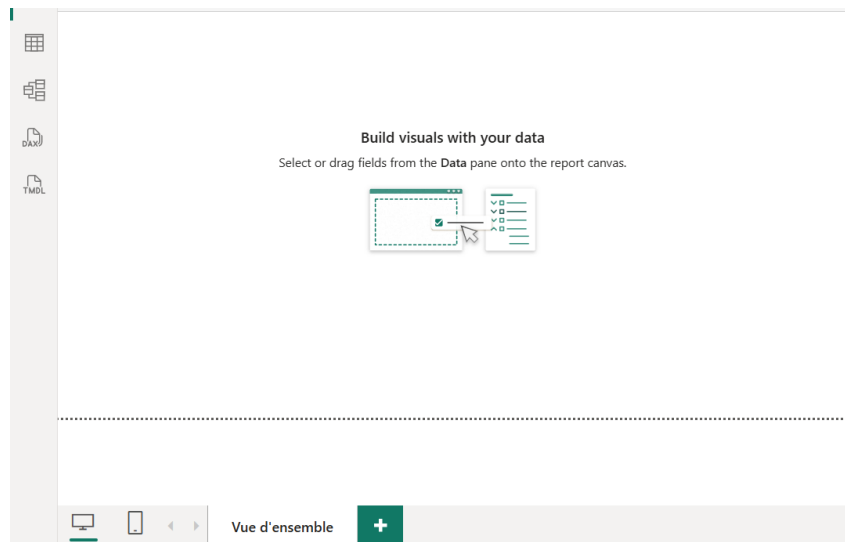 Build visuals with your data
Select or drag fields from the Data pane onto the report canvas.
DAX
TMDL
Vue d'ensemble